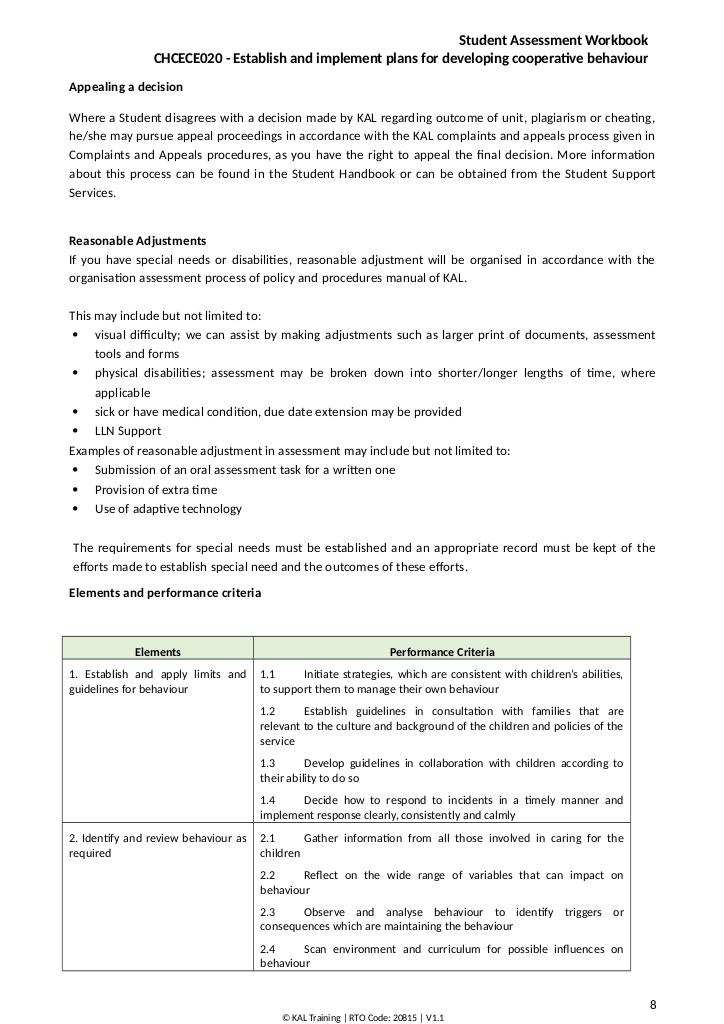 Student Assessment Workbook
CHCECE020 - Establish and implement plans for developing cooperative behaviour
Appealing a decision
Where a Student disagrees with a decision made by KAL regarding outcome of unit, plagiarism or cheating,
he/she may pursue appeal proceedings in accordance with the KAL complaints and appeals process given in
Complaints and Appeals procedures, as you have the right to appeal the final decision. More information
about this process can be found in the Student Handbook or can be obtained from the Student Support
Services.
Reasonable Adjustments
If you have special needs or disabilities, reasonable adjustment will be organised in accordance with the
organisation assessment process of policy and procedures manual of KAL.
This may include but not limited to:
• visual difficulty; we can assist by making adjustments such as larger print of documents, assessment
tools and forms
• physical disabilities; assessment may be broken down into shorter/longer lengths of time, where
applicable
• sick or have medical condition, due date extension may be provided
• LLN Support
Examples of reasonable adjustment in assessment may include but not limited to:
• Submission of an oral assessment task for a written one
• Provision of extra time
• Use of adaptive technology
The requirements for special needs must be established and an appropriate record must be kept of the
efforts made to establish special need and the outcomes of these efforts.
Elements and performance criteria
Elements
Performance Criteria
1. Establish and apply limits and
guidelines for behaviour
1.1 Initiate strategies, which are consistent with children's abilities,
to support them to manage their own behaviour
1.2 Establish guidelines in consultation with families that are
relevant to the culture and background of the children and policies of the
service
1.3 Develop guidelines in collaboration with children according to
their ability to do so
1.4 Decide how to respond to incidents in a timely manner and
implement response clearly, consistently and calmly
2. Identify and review behaviour as
required
2.1 Gather information from all those involved in caring for the
children
2.2 Reflect on the wide range of variables that can impact on
behaviour
2.3 Observe and analyse behaviour to identify triggers or
consequences which are maintaining the behaviour
2.4 Scan environment and curriculum for possible influences on
behaviour
8
© KAL Training | RTO Code: 20815 | V1.1